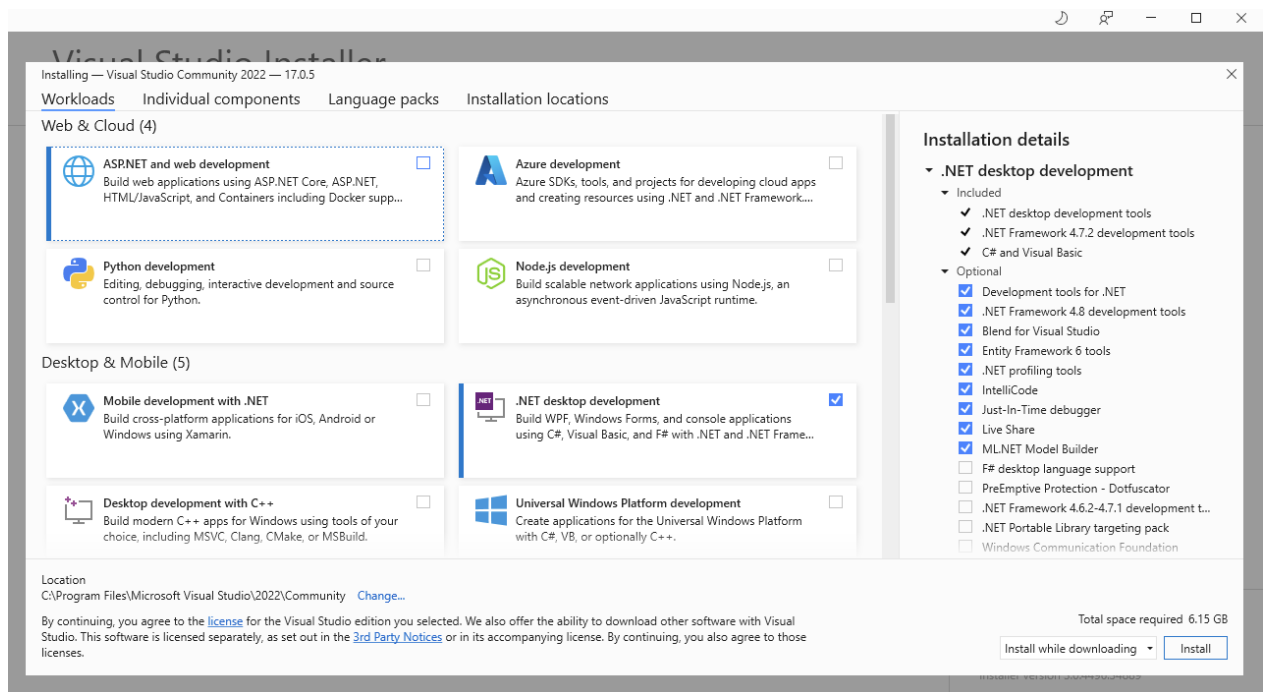 Visual Studio Installer
Installing — Visual Studio Community 2022 — 17.0.5
Workloads
Individual components
Language packs
Installation locations
Web & Cloud (4)
ASP.NET and web development
Build web applications using ASP.NET Core, ASP.NET,
HTML/JavaScript, and Containers including Docker supp...
Azure development
Azure SDKs, tools, and projects for developing cloud apps
and creating resources using .NET and .NET Framework....
Python development
Editing, debugging, interactive development and source
control for Python.
Node.js development
Build scalable network applications using Node.js, an
asynchronous event-driven JavaScript runtime.
Desktop & Mobile (5)
Mobile development with .NET
Build cross-platform applications for iOS, Android or
Windows using Xamarin.
.NET
.NET desktop development
Build WPF, Windows Forms, and console applications
using C#, Visual Basic, and F# with .NET and .NET Frame...
Desktop development with C++
Build modern C++ apps for Windows using tools of your
choice, including MSVC, Clang, CMake, or MSBuild.
Universal Windows Platform development
Create applications for the Universal Windows Platform
with C#, VB, or optionally C++.
Installation details
.NET desktop development
Included
.NET desktop development tools
.NET Framework 4.7.2 development tools
C# and Visual Basic
Optional
Development tools for .NET
.NET Framework 4.8 development tools
Blend for Visual Studio
Entity Framework 6 tools
.NET profiling tools
IntelliCode
Just-In-Time debugger
Live Share
ML.NET Model Builder
F# desktop language support
PreEmptive Protection - Dotfuscator
.NET Framework 4.6.2-4.7.1 development t...
.NET Portable Library targeting pack
Windows Communication Foundation
Location
C:\Program Files\Microsoft Visual Studio\2022\Community Change...
By continuing, you agree to the license for the Visual Studio edition you selected. We also offer the ability to download other software with Visual
Studio. This software is licensed separately, as set out in the 3rd Party Notices or in its accompanying license. By continuing, you also agree to those
licenses.
Total space required 6.15 GB
Install while downloading
Install